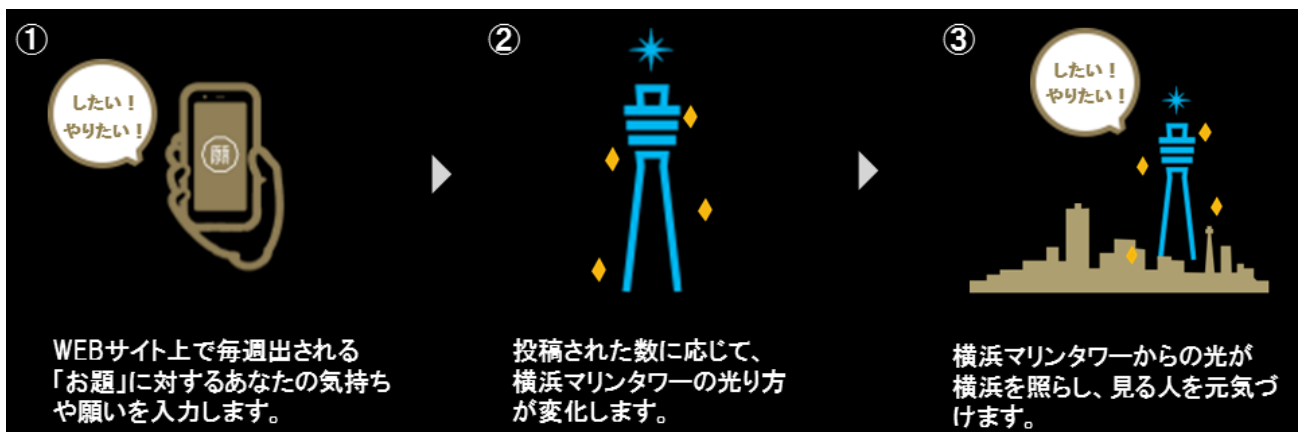 ①
したい！
やりたい！
願
WEBサイト上で毎週出される
「お題」に対するあなたの気持ち
や願いを入力します。
②
投稿された数に応じて、
横浜マリンタワーの光り方
が変化します。
③
したい！
やりたい！
横浜マリンタワーからの光が
横浜を照らし、見る人を元気づ
けます。